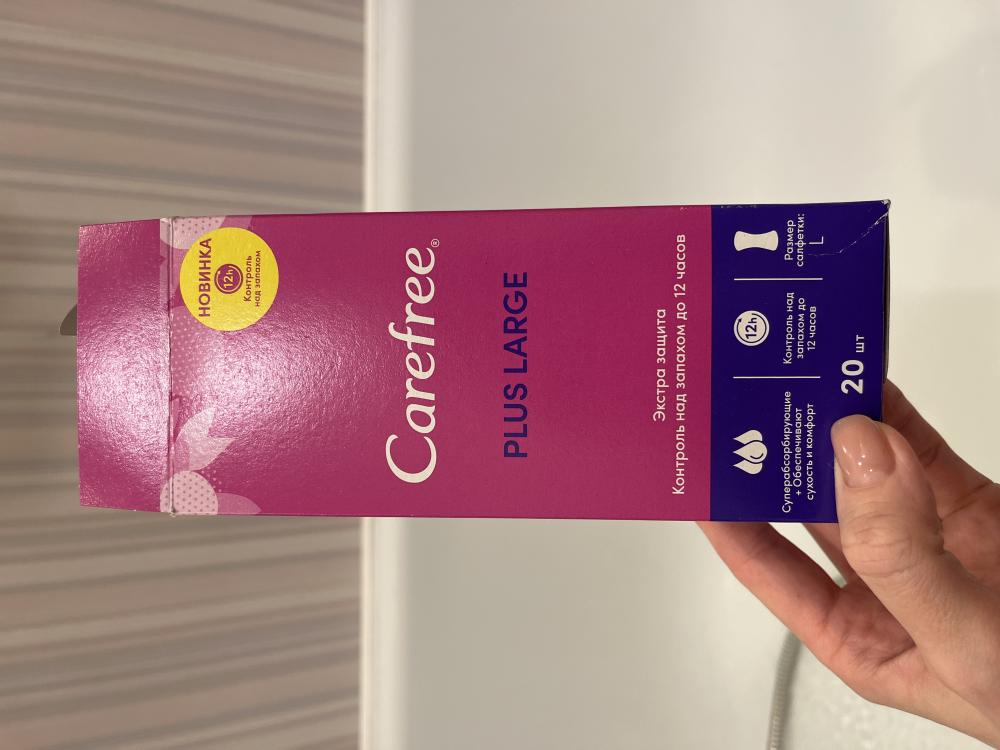 НОВИНКА
12h
Контроль
над запахом
Carefree®
PLUS LARGE
Экстра защита
Контроль над запахом до 12 часов
Суперабсорбирующие
+ Обеспечивают
сухость и комфорт
12h
Контроль над
запахом до
12 часов
Размер
салфетки:
L
20 шт